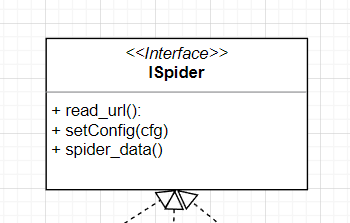 <<Interface>>
ISpider
+ read_url():
+ setConfig(cfg)
+ spider_data()